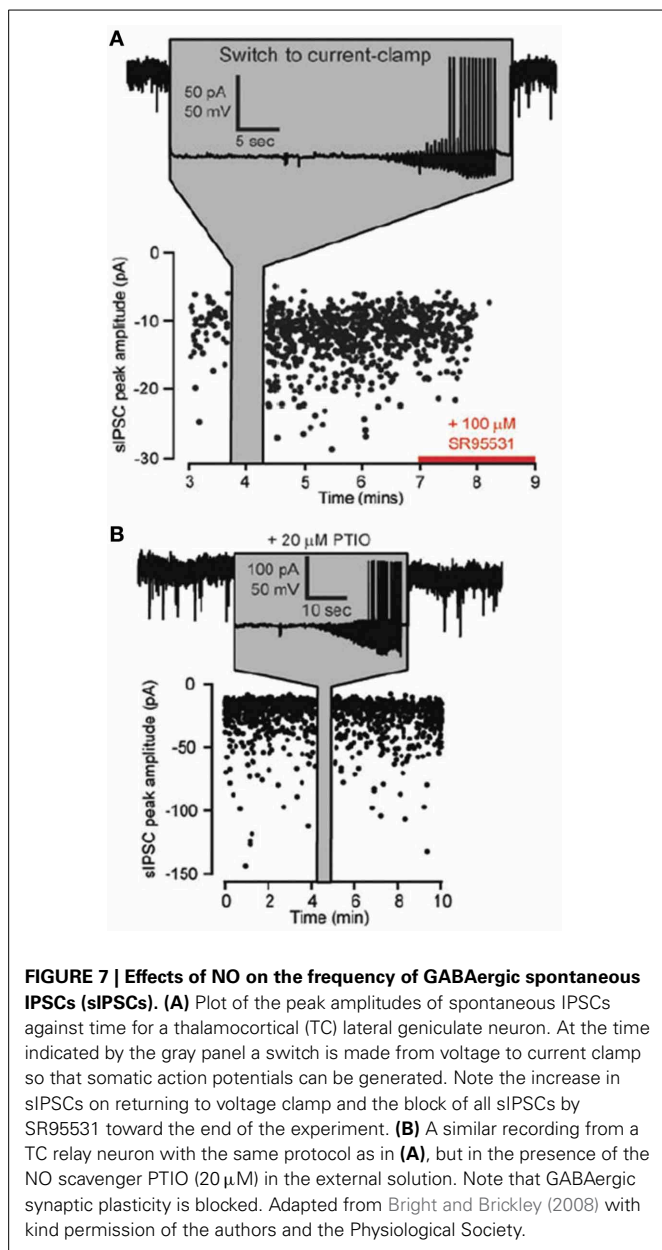 A
Switch to current-clamp
50 pA
50 mV
5 sec
0
-10
-20
-30
sIPSC peak amplitude (pA)
+ 100 µM
SR95531
3 4 5 6 7 8 9
Time (mins)
B
+ 20 µM PTIO
100 pA
50 mV
10 sec
0
-50
-100
-150
sIPSC peak amplitude (pA)
0 2 4 6 8 10
Time (min)
FIGURE 7 | Effects of NO on the frequency of GABAergic spontaneous
IPSCs (sIPSCs). (A) Plot of the peak amplitudes of spontaneous IPSCs
against time for a thalamocortical (TC) lateral geniculate neuron. At the time
indicated by the gray panel a switch is made from voltage to current clamp
so that somatic action potentials can be generated. Note the increase in
sIPSCs on returning to voltage clamp and the block of all sIPSCs by
SR95531 toward the end of the experiment. (B) A similar recording from a
TC relay neuron with the same protocol as in (A), but in the presence of the
NO scavenger PTIO (20 µM) in the external solution. Note that GABAergic
synaptic plasticity is blocked. Adapted from Bright and Brickley (2008) with
kind permission of the authors and the Physiological Society.